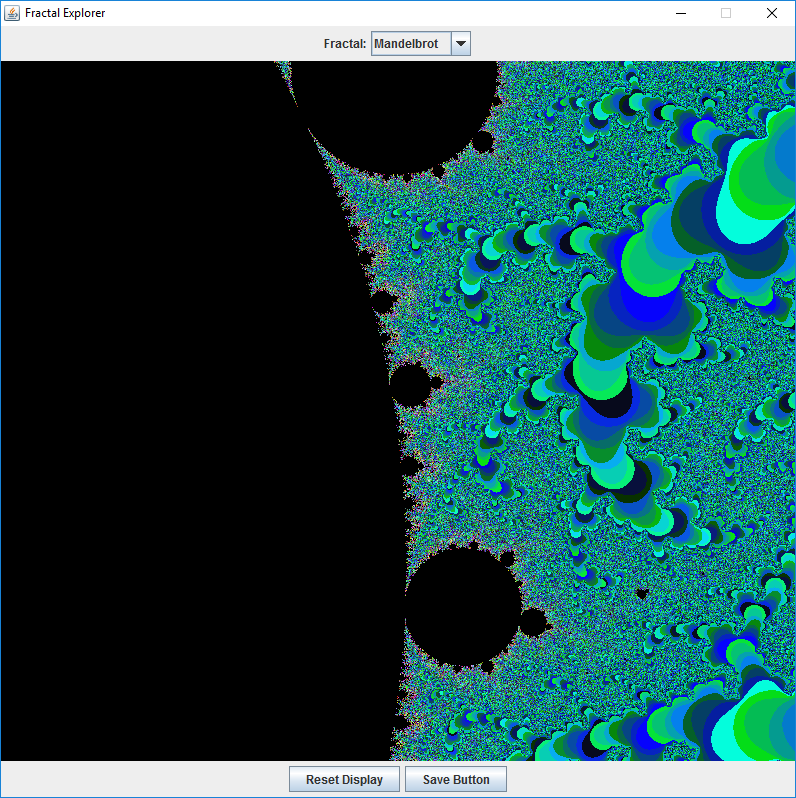 Fractal Explorer
Fractal: Mandelbrot
Reset Display Save Button